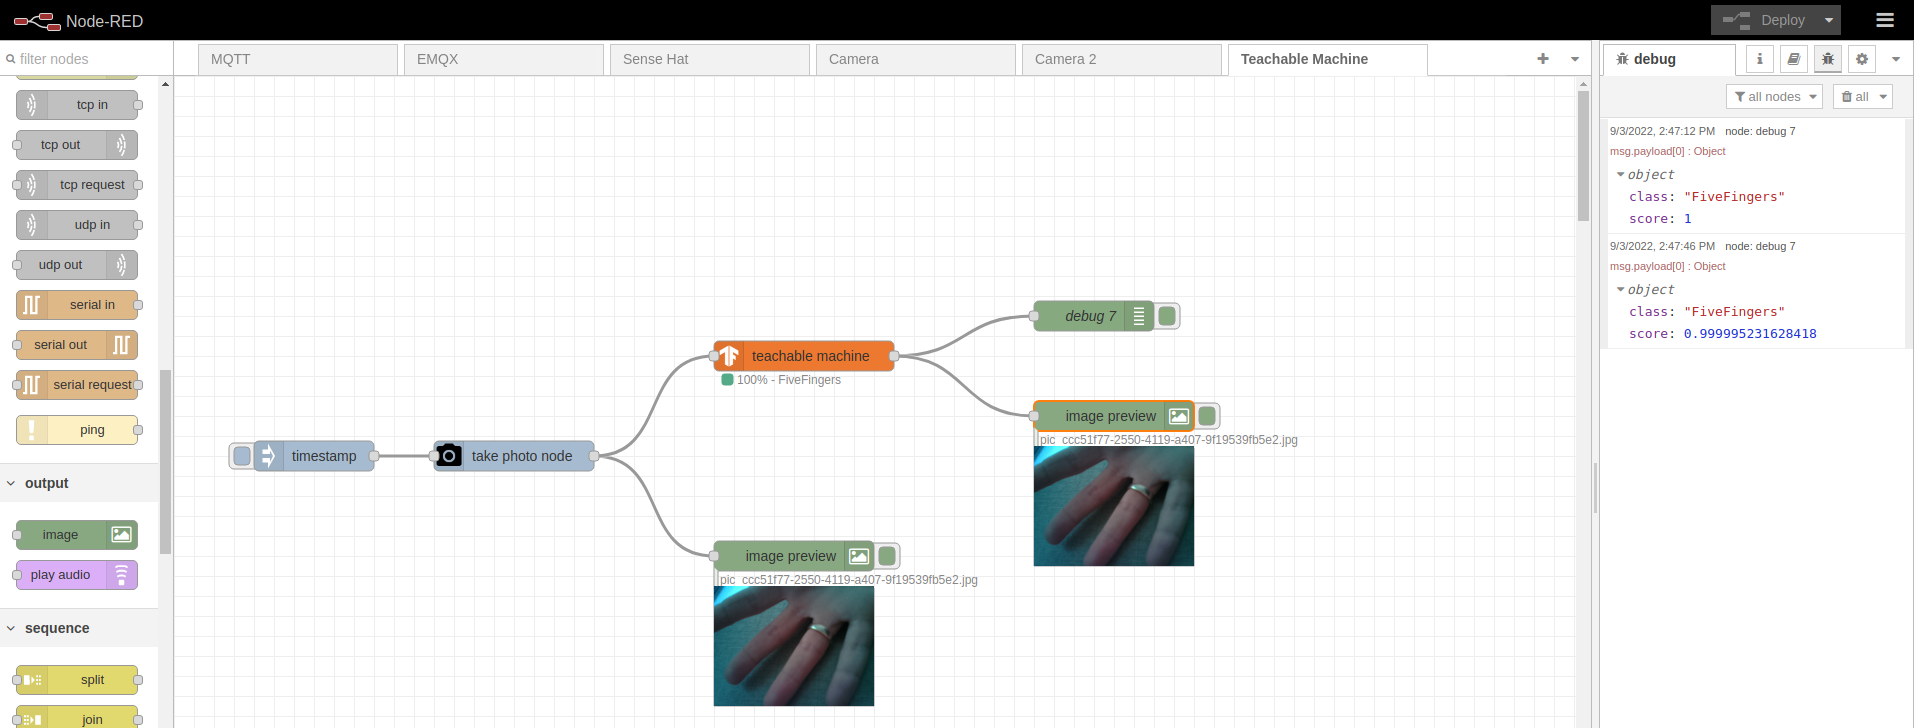 Node-RED
Deploy
filter nodes
MQTT
EMQX
Sense Hat
Camera
Camera 2
Teachable Machine
debug
i
all nodes
all
tcp in
tcp out
tcp request
udp in
udp out
serial in
serial out
serial request
ping
output
image
play audio
sequence
split
join
timestamp
take photo node
teachable machine
100% - FiveFingers
debug 7
image preview
pic_ccc51f77-2550-4119-a407-9f19539fb5e2.jpg
image preview
pic_ccc51f77-2550-4119-a407-9f19539fb5e2.jpg
9/3/2022, 2:47:12 PM node: debug 7
msg.payload[0] : Object
object
class: "FiveFingers"
score: 1
9/3/2022, 2:47:46 PM node: debug 7
msg.payload[0] : Object
object
class: "FiveFingers"
score: 0.999995231628418